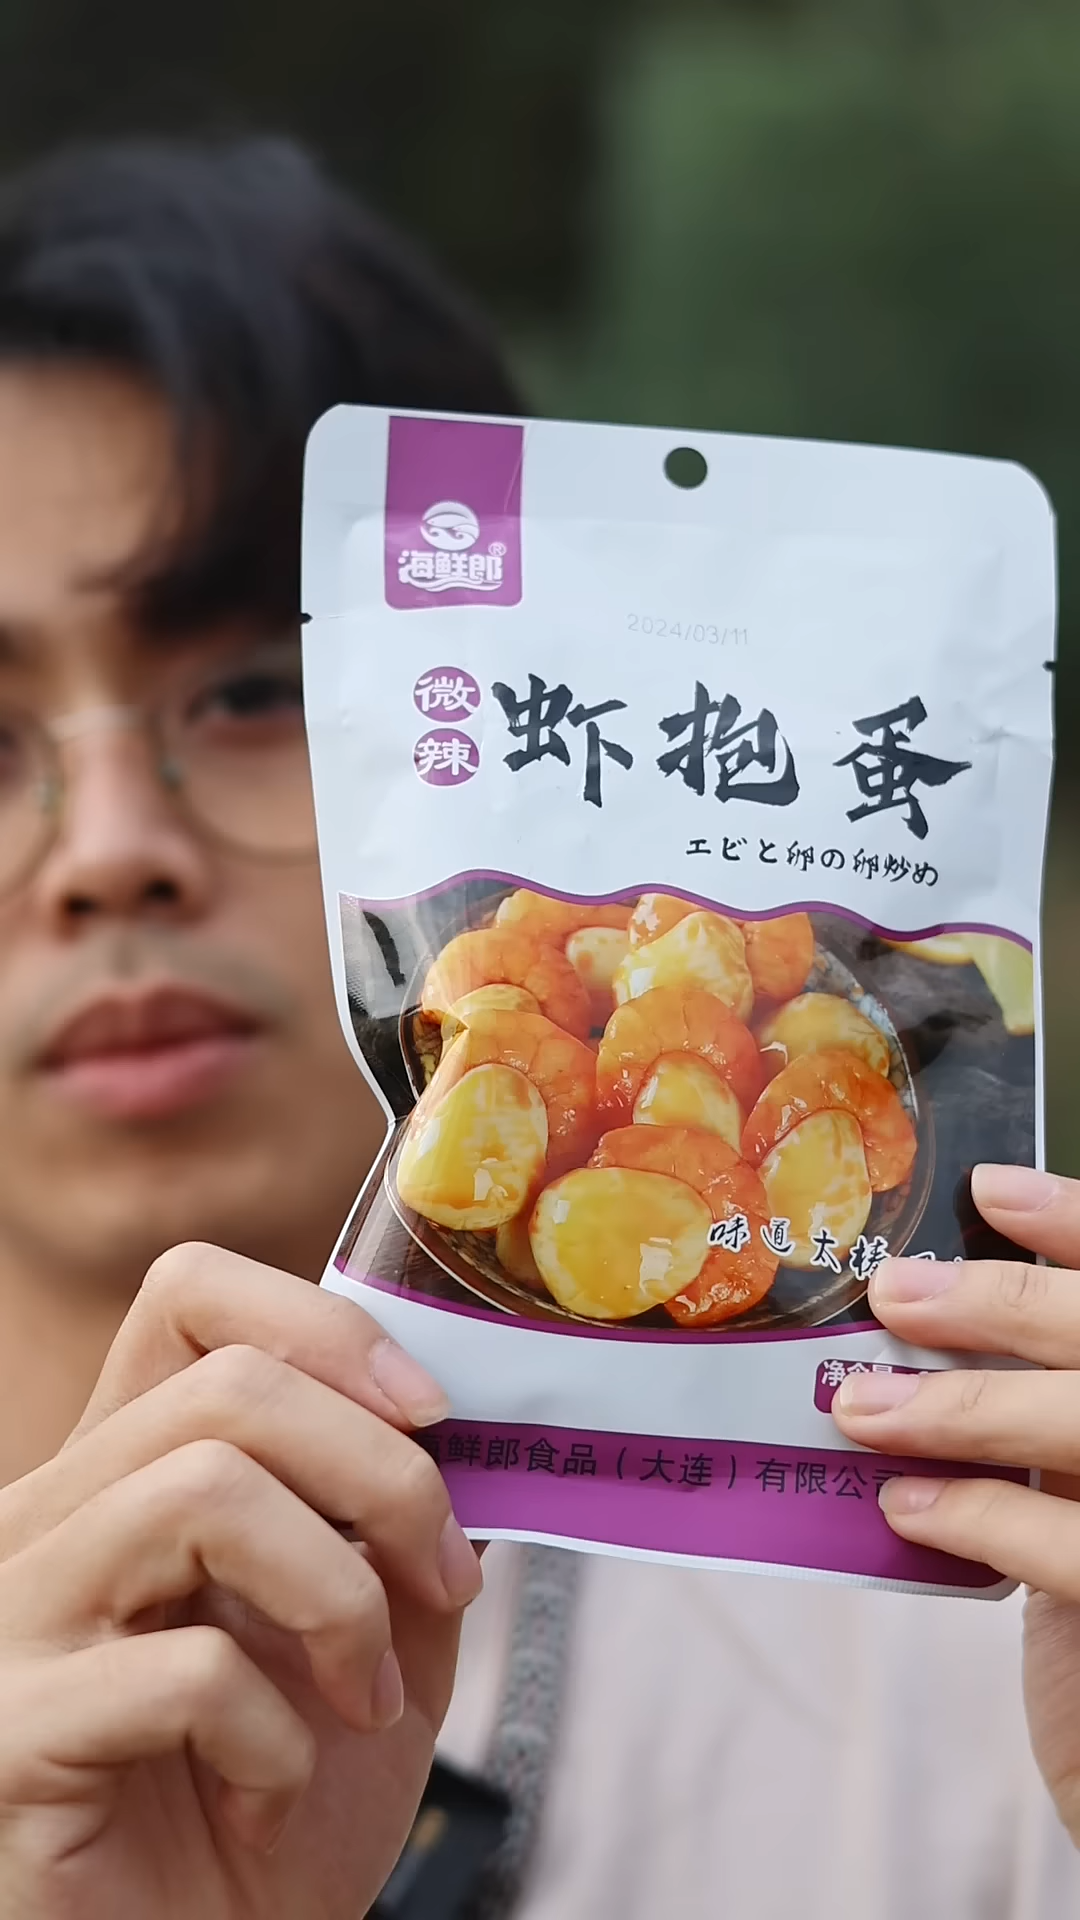 海鲜郎®
2024/03/11
微辣
虾抱蛋
エビと卵の卵炒め
味道太棒
净含量
海鲜郎食品（大连）有限公司